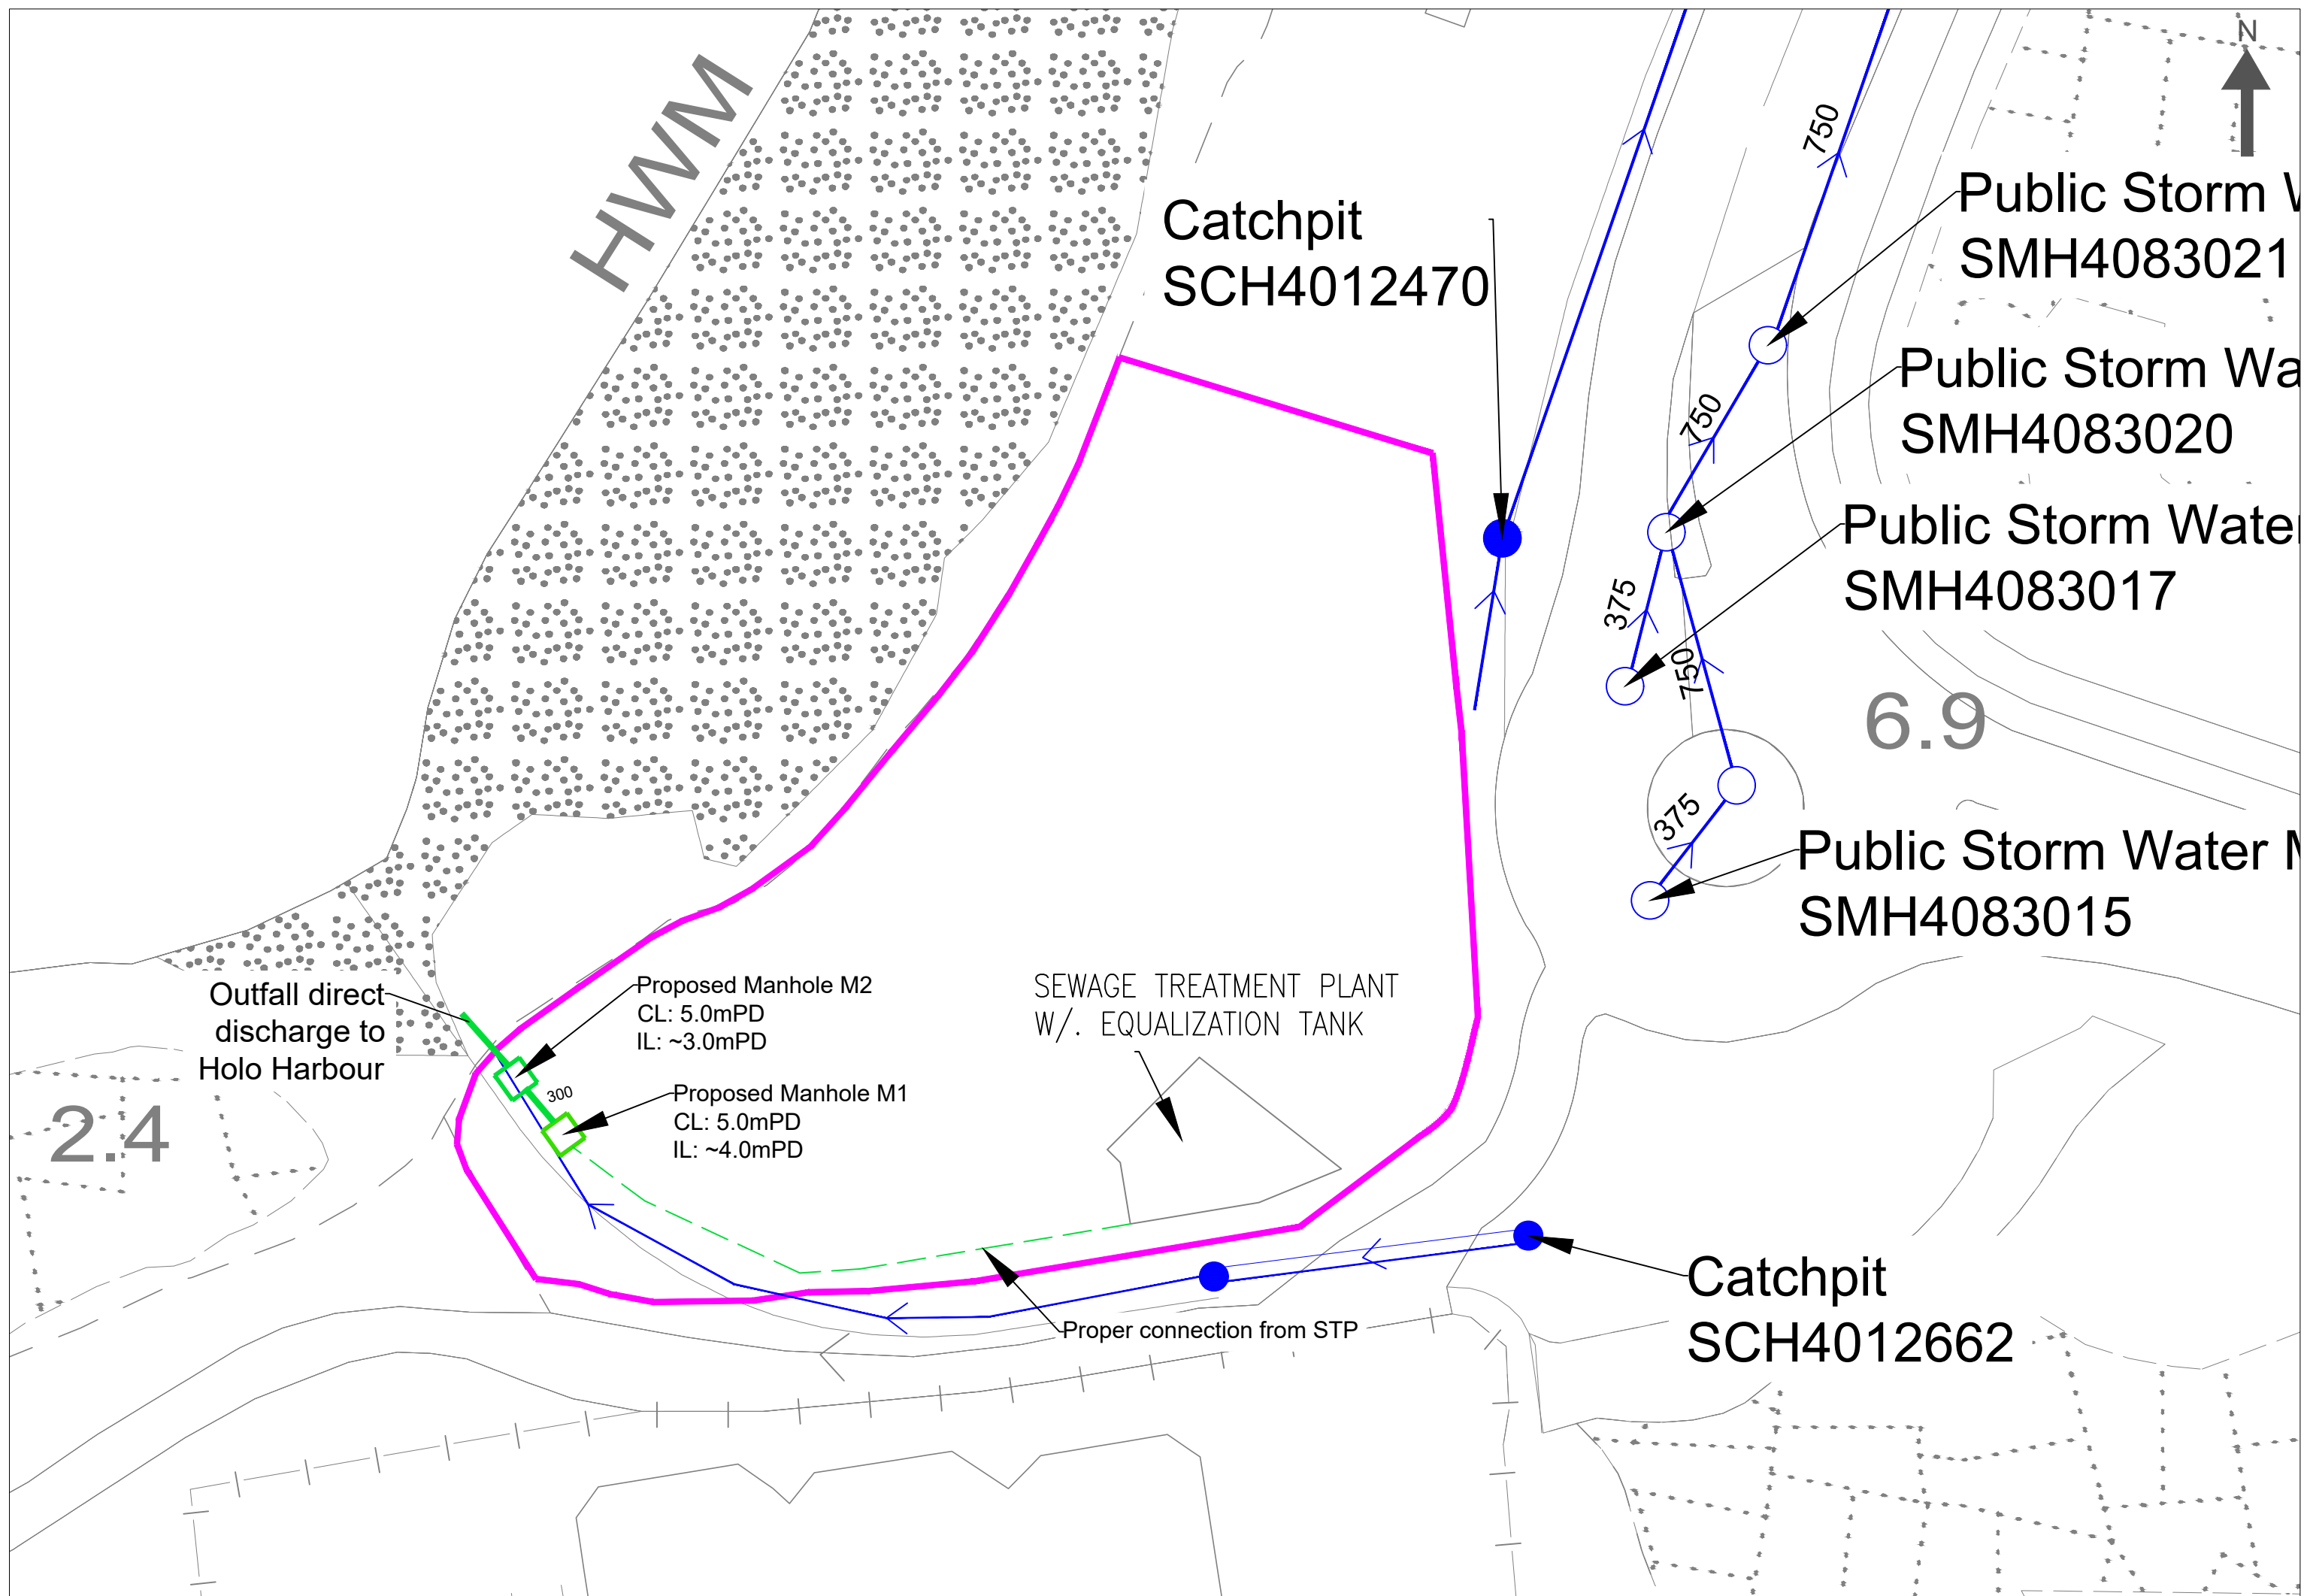 N
HWM
750
Public Storm W
SMH4083021
Catchpit
SCH4012470
Public Storm Wa
SMH4083020
750
Public Storm Water
SMH4083017
375
750
6.9
375
Public Storm Water M
SMH4083015
Outfall direct
discharge to
Holo Harbour
Proposed Manhole M2
CL: 5.0mPD
IL: ~3.0mPD
SEWAGE TREATMENT PLANT
W/. EQUALIZATION TANK
300
Proposed Manhole M1
CL: 5.0mPD
IL: ~4.0mPD
2.4
Catchpit
SCH4012662
Proper connection from STP